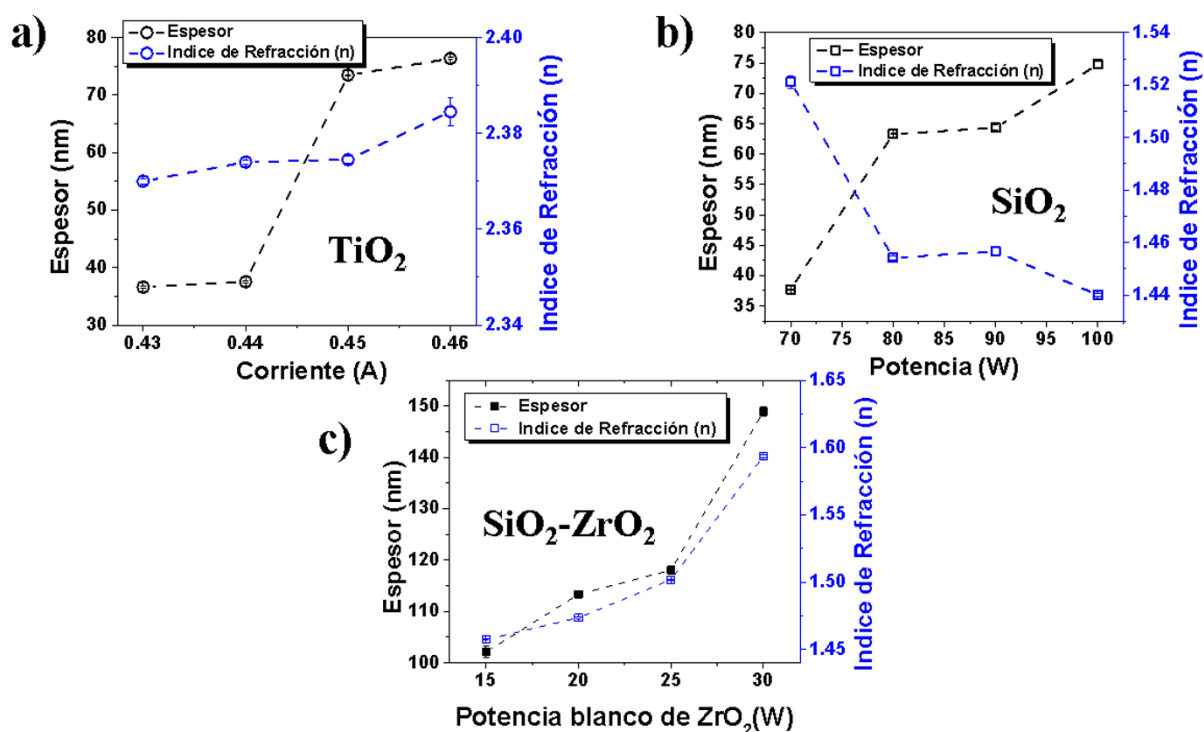 a)
Espesor
Indice de Refracción (n)
80
70
60
50
40
30
Espesor (nm)
2.40
2.38
2.36
2.34
Indice de Refracción (n)
TiO₂
0.43 0.44 0.45 0.46
Corriente (A)
b)
Espesor
Indice de Refracción (n)
80
75
70
65
60
55
50
45
40
35
Espesor (nm)
1.54
1.52
1.50
1.48
1.46
1.44
Indice de Refracción (n)
SiO₂
70 75 80 85 90 95 100
Potencia (W)
c)
Espesor
Indice de Refracción (n)
150
140
130
120
110
100
Espesor (nm)
1.65
1.60
1.55
1.50
1.45
Indice de Refracción (n)
SiO₂-ZrO₂
15 20 25 30
Potencia blanco de ZrO₂(W)